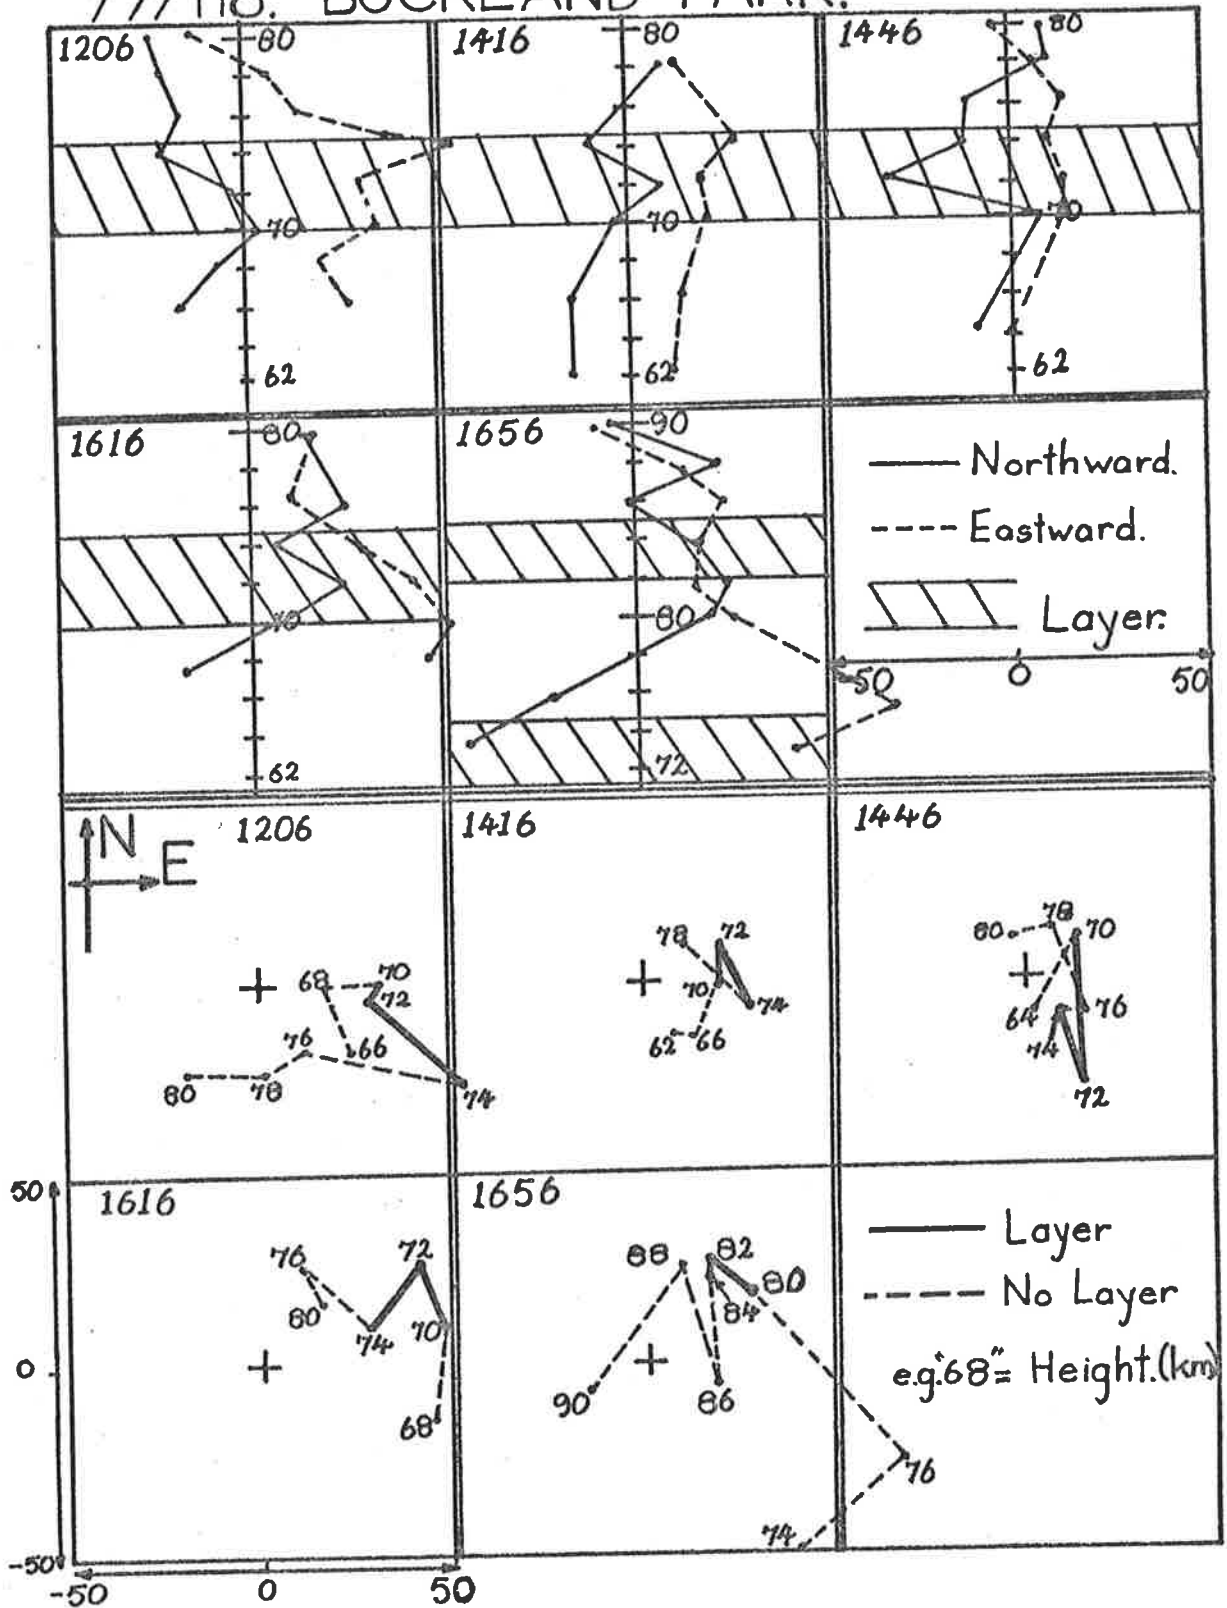 77/118. BUCKLAND PARK.
1206 80 1416 80 1446 80
70 70 70
62 62 62
1616 80 1656 90
Northward.
Eastward.
70 80
Layer.
50 0 50
62 72
N E 1206 1416 1446
68 70 72 76 66 80 78 74
78 72 70 74 62 66
80 78 70 64 76 74 72
50 1616 1656
76 72 80 74 70 68
88 82 80 84 90 86 76 74
Layer
No Layer
e.g."68"= Height.(km)
0
-50
-50 0 50